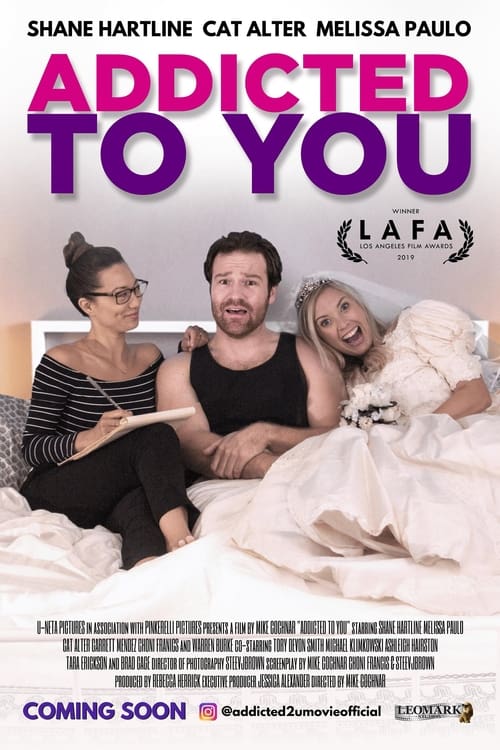 SHANE HARTLINE CAT ALTER MELISSA PAULO
ADDICTED
TO YOU
WINNER
LAFA
LOS ANGELES FILM AWARDS
2019
U-NETA PICTURES IN ASSOCIATION WITH PINKERELLI PICTURES PRESENTS A FILM BY MIKE COCHNAR "ADDICTED TO YOU" STARRING SHANE HARTLINE MELISSA PAULO
CAT ALTER GARRETT MENDEZ CHONI FRANCIS AND WARREN BURKE CO-STARRING TORY DEVON SMITH MICHAEL KLIMKOWSKI ASHLEIGH HAIRSTON
TARA ERICKSON AND BRAD GAGE DIRECTOR OF PHOTOGRAPHY STEEVJBROWN SCREENPLAY BY MIKE COCHNAR CHONI FRANCIS & STEEVJBROWN
PRODUCED BY REBECCA HERRICK EXECUTIVE PRODUCER JESSICA ALEXANDER DIRECTED BY MIKE COCHNAR
COMING SOON
@addicted2umovieofficial
LEOMARK